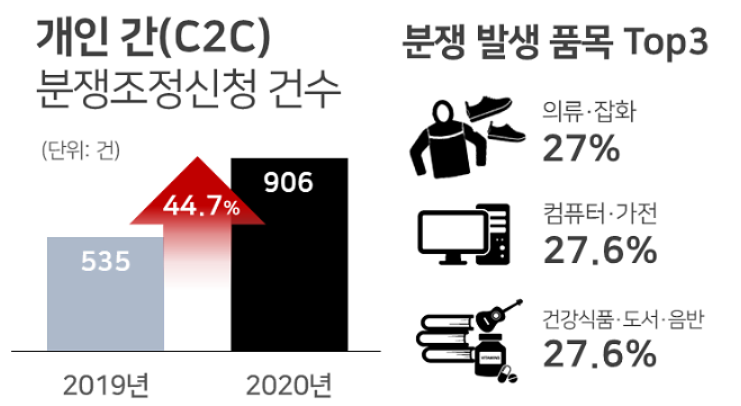 개인 간(C2C)
분쟁조정신청 건수
(단위: 건)
906
44.7%
535
2019년
2020년
분쟁 발생 품목 Top3
의류·잡화
27%
컴퓨터·가전
27.6%
건강식품·도서·음반
27.6%
VITAMINS